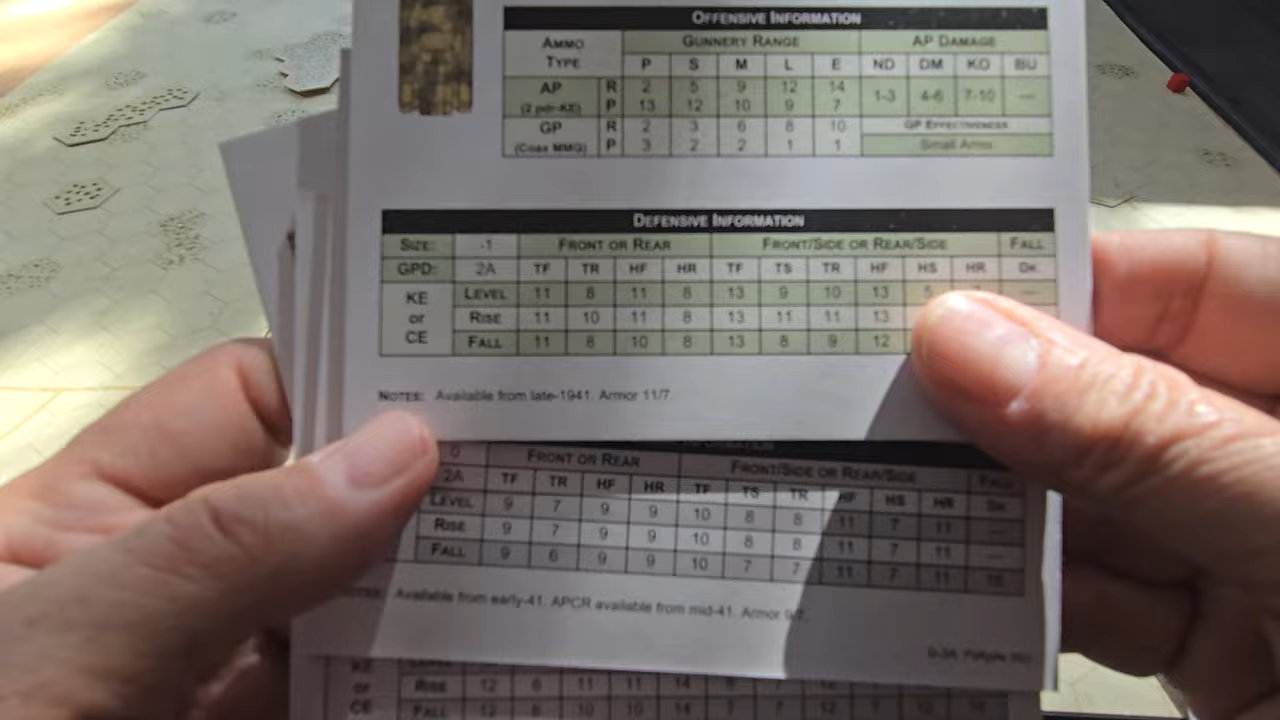 OFFENSIVE INFORMATION
AMMO TYPE GUNNERY RANGE AP DAMAGE
P S M L E ND DM KO BU
AP R 2 5 9 12 14 1-3 4-6 7-10 —
(2 pdr-KE) P 13 12 10 9 7
GP R 2 3 6 8 10 GP EFFECTIVENESS
(Coax MMG) P 3 2 2 1 1 Small Arms
DEFENSIVE INFORMATION
SIZE: -1 FRONT OR REAR FRONT/SIDE OR REAR/SIDE FALL
GPD: 2A TF TR HF HR TF TS TR HF HS HR DK
KE or CE
LEVEL 11 8 11 8 13 9 10 13 5 —
RISE 11 10 11 8 13 11 11 13
FALL 11 8 10 8 13 8 9 12
NOTES: Available from late-1941. Armor 11/7.
0 FRONT OR REAR FRONT/SIDE OR REAR/SIDE FALL
2A TF TR HF HR TF TS TR HF HS HR DK
LEVEL 9 7 9 9 10 8 8 11 7 11 —
RISE 9 7 9 9 10 8 8 11 7 11 —
FALL 9 6 9 9 10 7 7 11 7 11
Available from early-41. APCR available from mid-41. Armor 9/7.
KE or CE
LEVEL
RISE 12 8 11 11 14
FALL 12 8 10 10 14